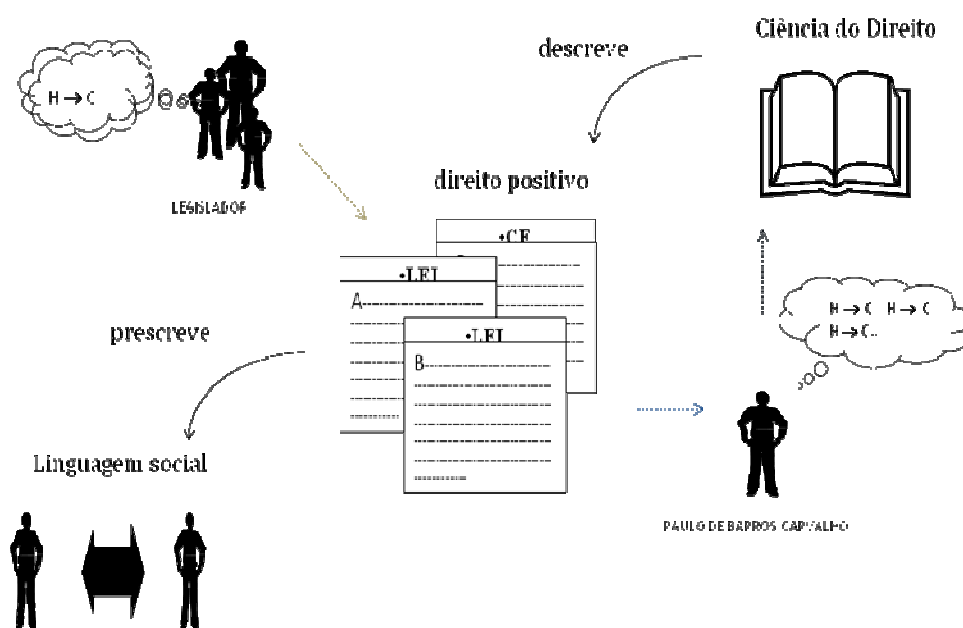 Ciência do Direito
descreve
H → C
LEGISLADOR
direito positivo
•CF
•LEI
A
•LEI
B
prescreve
H → C H → C
H → C..
Linguagem social
PAULO DE BARROS CARVALHO